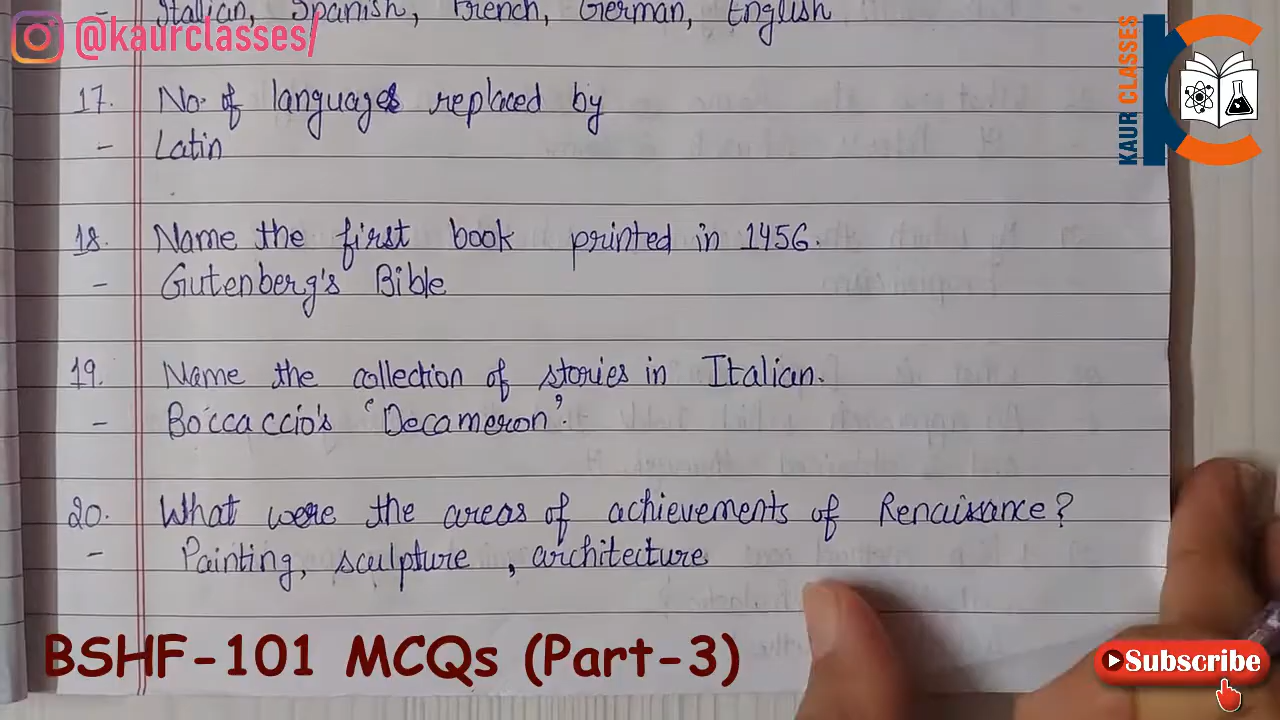 - Italian, Spanish, French, German, English
@kaurclasses/
KAUR CLASSES
17. No. of languages replaced by
- Latin
18. Name the first book printed in 1456.
- Gutenberg's Bible
19. Name the collection of stories in Italian.
- Boccaccio's 'Decameron'.
20. What were the areas of achievements of Renaissance?
- Painting, sculpture, architecture
BSHF-101 MCQs (Part-3)
Subscribe